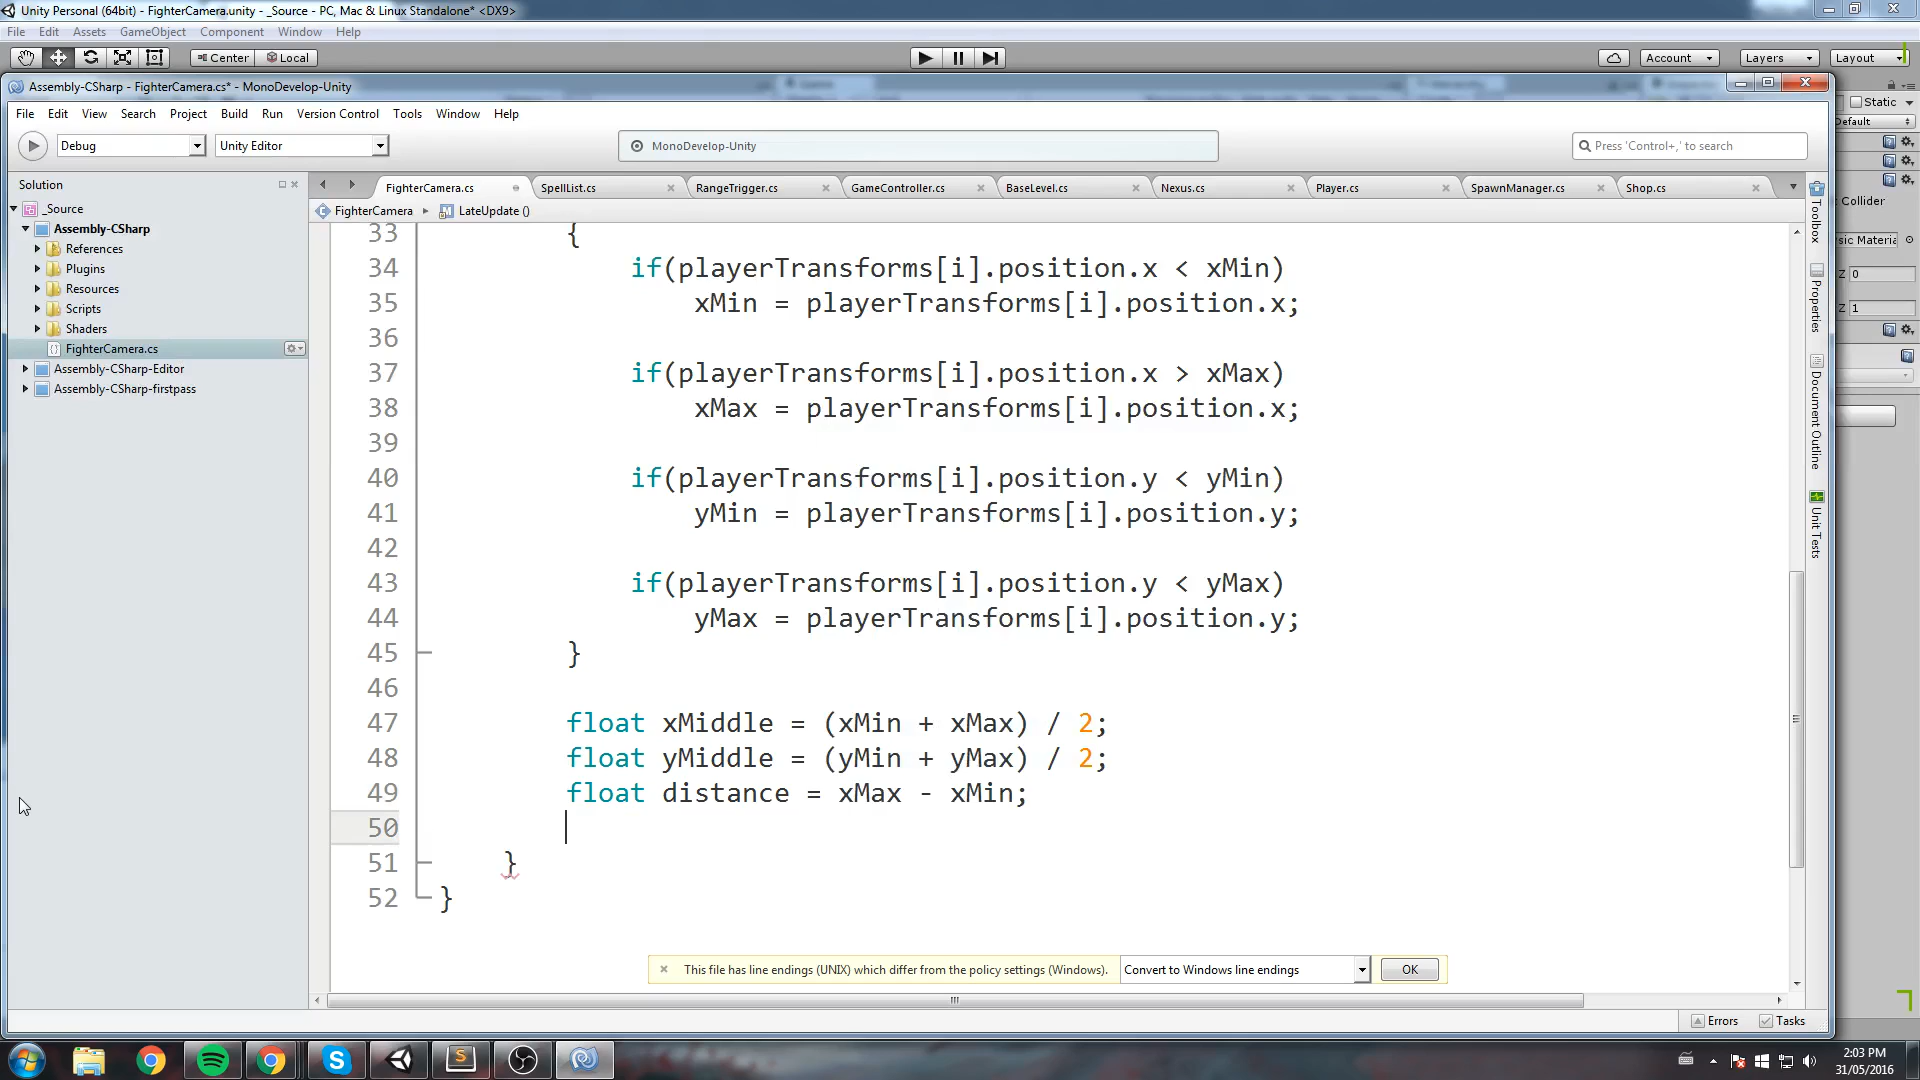 Unity Personal (64bit) - FighterCamera.unity - _Source - PC, Mac & Linux Standalone* <DX9>
File Edit Assets GameObject Component Window Help
Center Local Account Layers Layout
Assembly-CSharp - FighterCamera.cs* - MonoDevelop-Unity
Static
File Edit View Search Project Build Run Version Control Tools Window Help
Default
Debug Unity Editor MonoDevelop-Unity Press 'Control+,' to search
Solution
FighterCamera.cs SpellList.cs RangeTrigger.cs GameController.cs BaseLevel.cs Nexus.cs Player.cs SpawnManager.cs Shop.cs
Collider
_Source
FighterCamera LateUpdate ()
Assembly-CSharp
References
Plugins
Resources
Scripts
Shaders
FighterCamera.cs
Assembly-CSharp-Editor
Assembly-CSharp-firstpass
33 {
34 if(playerTransforms[i].position.x < xMin)
35 xMin = playerTransforms[i].position.x;
36
37 if(playerTransforms[i].position.x > xMax)
38 xMax = playerTransforms[i].position.x;
39
40 if(playerTransforms[i].position.y < yMin)
41 yMin = playerTransforms[i].position.y;
42
43 if(playerTransforms[i].position.y < yMax)
44 yMax = playerTransforms[i].position.y;
45 }
46
47 float xMiddle = (xMin + xMax) / 2;
48 float yMiddle = (yMin + yMax) / 2;
49 float distance = xMax - xMin;
50
51 }
52 }
Toolbox
Properties
Document Outline
Unit Tests
Z 0
Z 1
This file has line endings (UNIX) which differ from the policy settings (Windows). Convert to Windows line endings OK
Errors Tasks
2:03 PM
31/05/2016